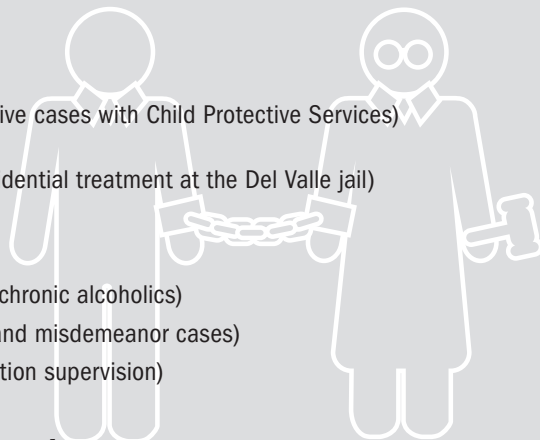 ive cases with Child Protective Services)
dential treatment at the Del Valle jail)
chronic alcoholics)
and misdemeanor cases)
tion supervision)